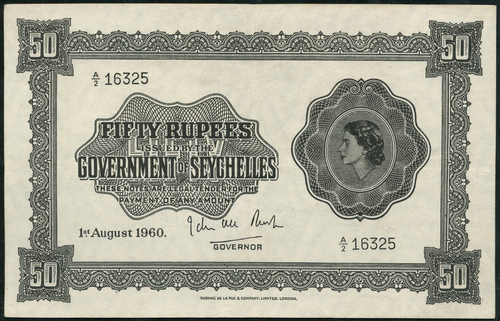 50 50
A/2 16325
FIFTY RUPEES
ISSUED BY THE
GOVERNMENT OF SEYCHELLES
THESE NOTES ARE LEGAL TENDER FOR THE
PAYMENT OF ANY AMOUNT
1st August 1960.
GOVERNOR
A/2 16325
50 50
THOMAS DE LA RUE & COMPANY, LIMITED, LONDON.